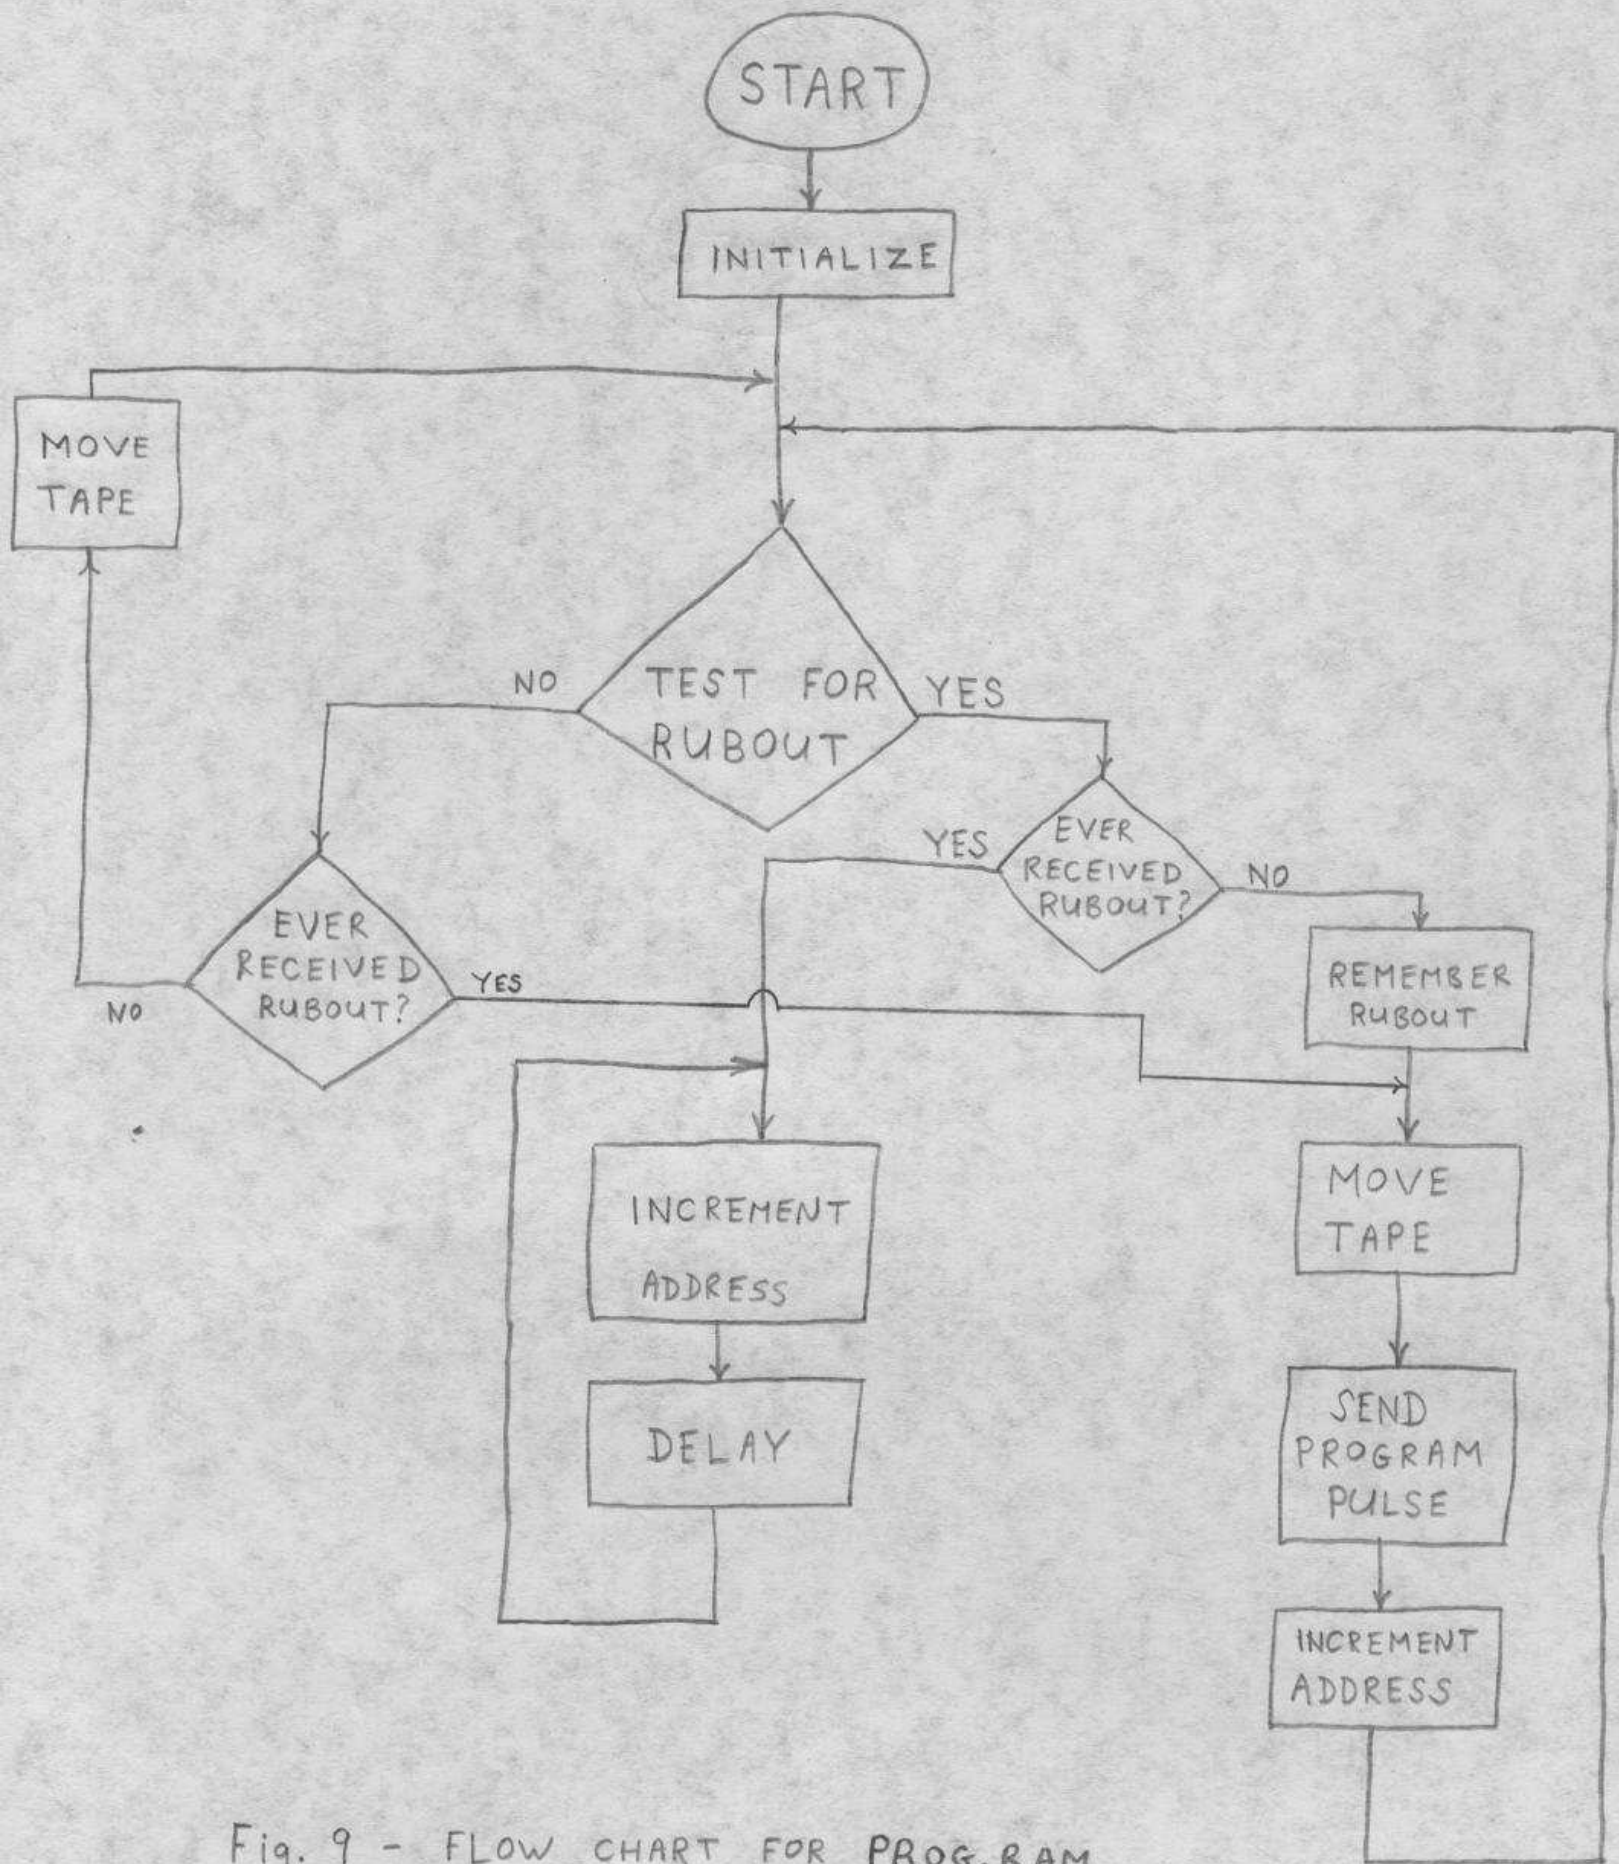 START
INITIALIZE
MOVE
TAPE
NO
TEST FOR
RUBOUT
YES
EVER
RECEIVED
RUBOUT?
YES
NO
EVER
RECEIVED
RUBOUT?
NO
YES
REMEMBER
RUBOUT
INCREMENT
ADDRESS
MOVE
TAPE
DELAY
SEND
PROGRAM
PULSE
INCREMENT
ADDRESS
Fig. 9 - FLOW CHART FOR PROGRAM